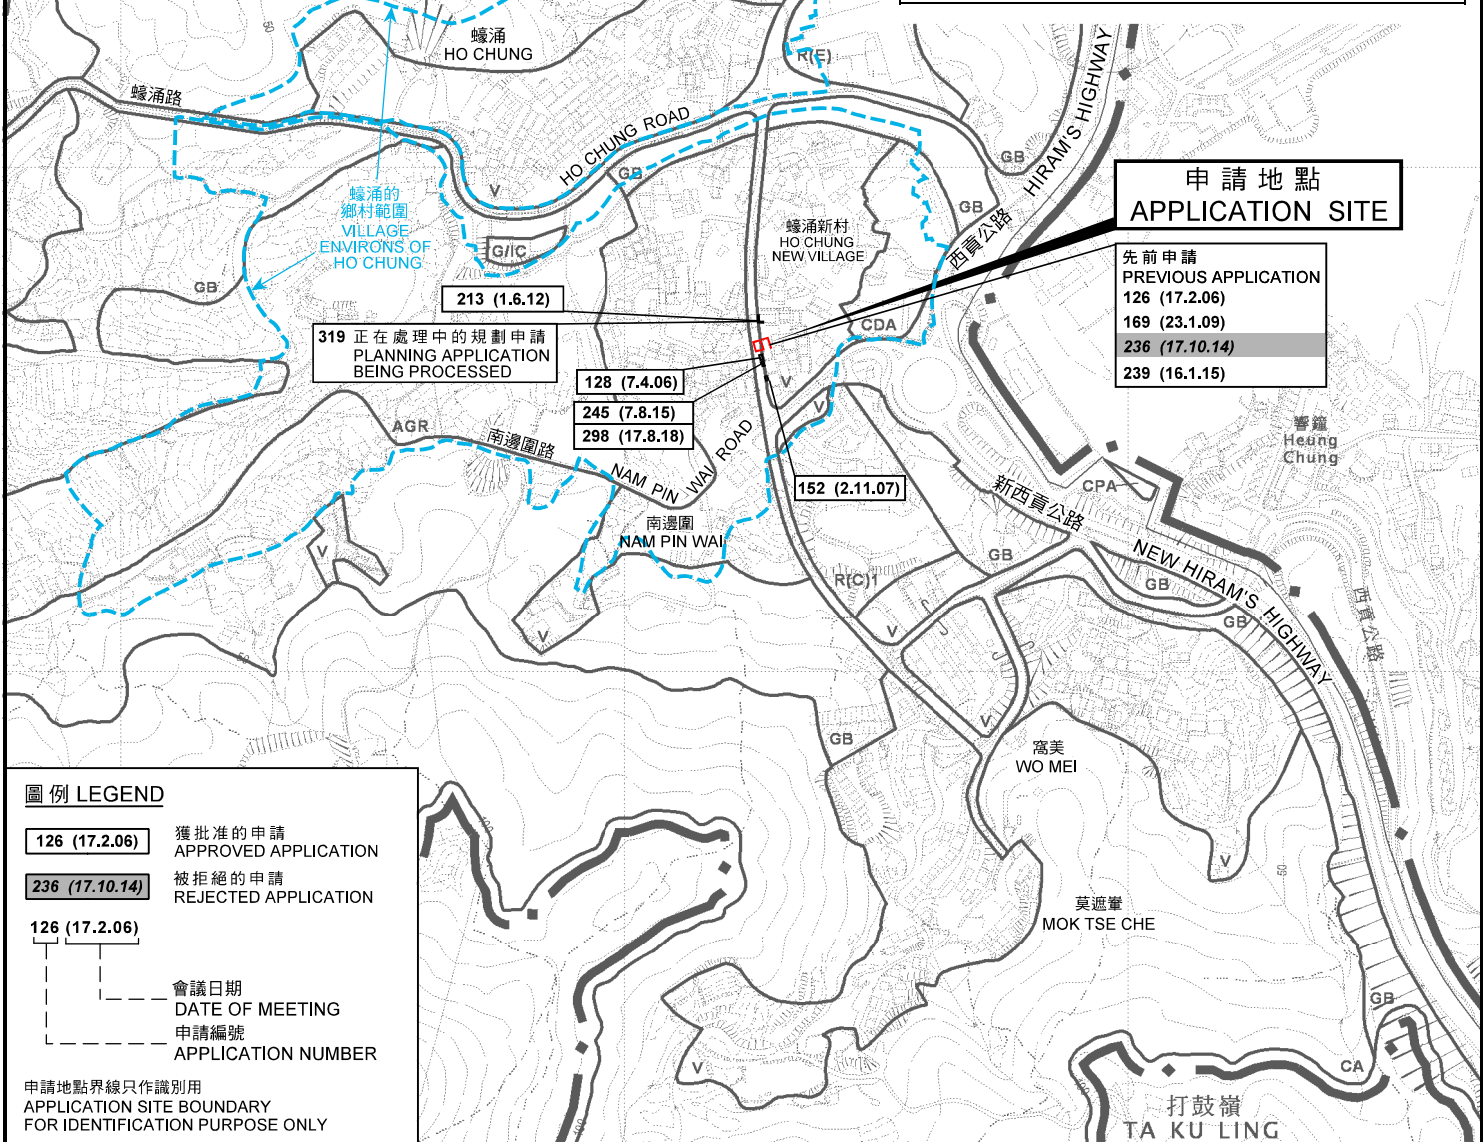 蠔涌
HO CHUNG
R(E)
50
蠔涌路
HO CHUNG ROAD
HIRAM'S HIGHWAY
GB
GB
GB
V
蠔涌的
鄉村範圍
VILLAGE
ENVIRONS OF
HO CHUNG
G/IC
GB
蠔涌新村
HO CHUNG
NEW VILLAGE
西貢公路
申請地點
APPLICATION SITE
先前申請
PREVIOUS APPLICATION
126 (17.2.06)
169 (23.1.09)
236 (17.10.14)
239 (16.1.15)
213 (1.6.12)
319 正在處理中的規劃申請
PLANNING APPLICATION
BEING PROCESSED
CDA
128 (7.4.06)
245 (7.8.15)
298 (17.8.18)
V
V
AGR
南邊圍路
NAM PIN WAI ROAD
152 (2.11.07)
響鐘
Heung
Chung
CPA
新西貢公路
NEW HIRAM'S HIGHWAY
南邊圍
NAM PIN WAI
V
R(C)1
GB
GB
GB
西貢公路
V
V
50
V
GB
窩美
WO MEI
V
50
莫遮輋
MOK TSE CHE
100
圖例 LEGEND
126 (17.2.06)
獲批准的申請
APPROVED APPLICATION
236 (17.10.14)
被拒絕的申請
REJECTED APPLICATION
126 (17.2.06)
會議日期
DATE OF MEETING
申請編號
APPLICATION NUMBER
申請地點界線只作識別用
APPLICATION SITE BOUNDARY
FOR IDENTIFICATION PURPOSE ONLY
V
GB
CA
100
100
打鼓嶺
TA KU LING